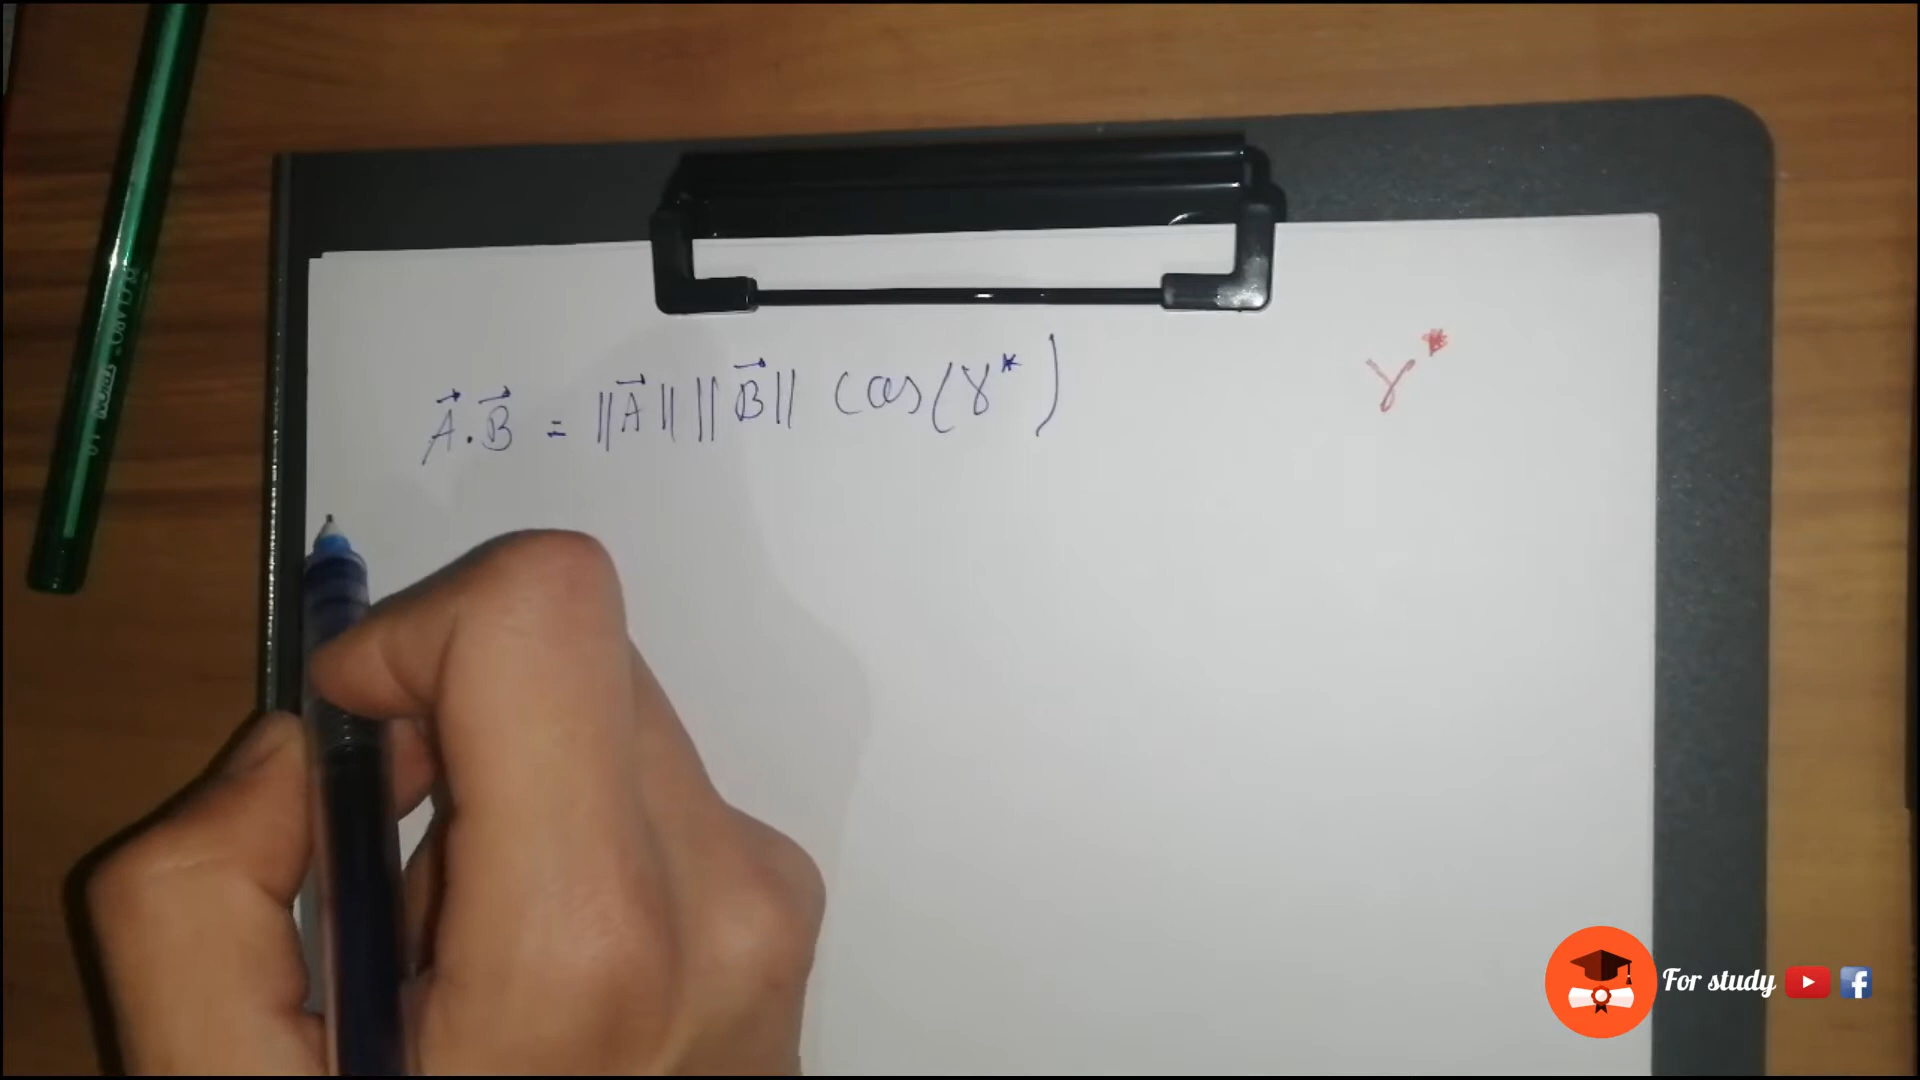 A⃗.B⃗ = ||A⃗|| ||B⃗|| Cos(γ*)
γ*
For study